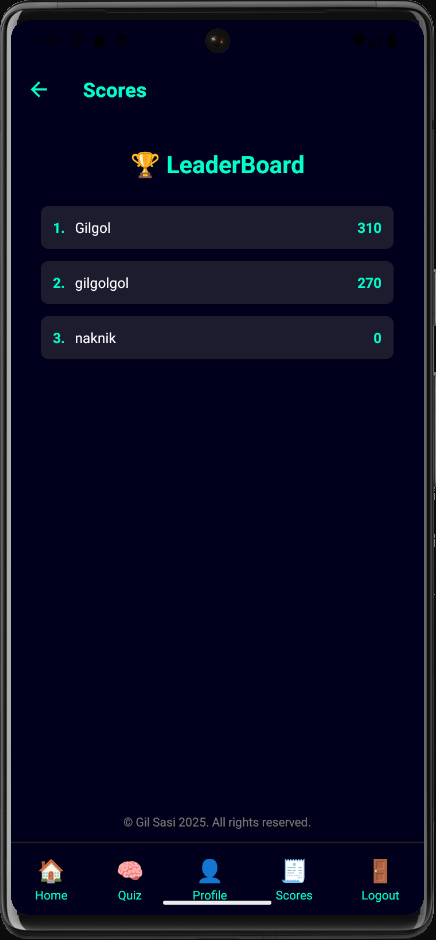 Scores
🏆 LeaderBoard
1. Gilgol 310
2. gilgolgol 270
3. naknik 0
© Gil Sasi 2025. All rights reserved.
Home Quiz Profile Scores Logout